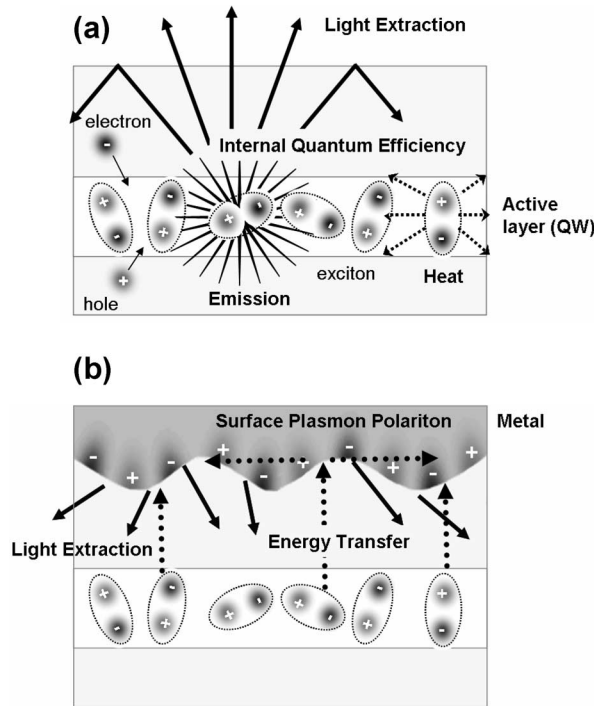 (a)
Light Extraction
electron
-
Internal Quantum Efficiency
+ - + - + - + - + -
+ - + -
Active
layer (QW)
exciton
Heat
Emission
+
hole
(b)
Surface Plasmon Polariton
Metal
- + - + - + - + - +
Light Extraction
Energy Transfer
+ - - + + - + - - + + -